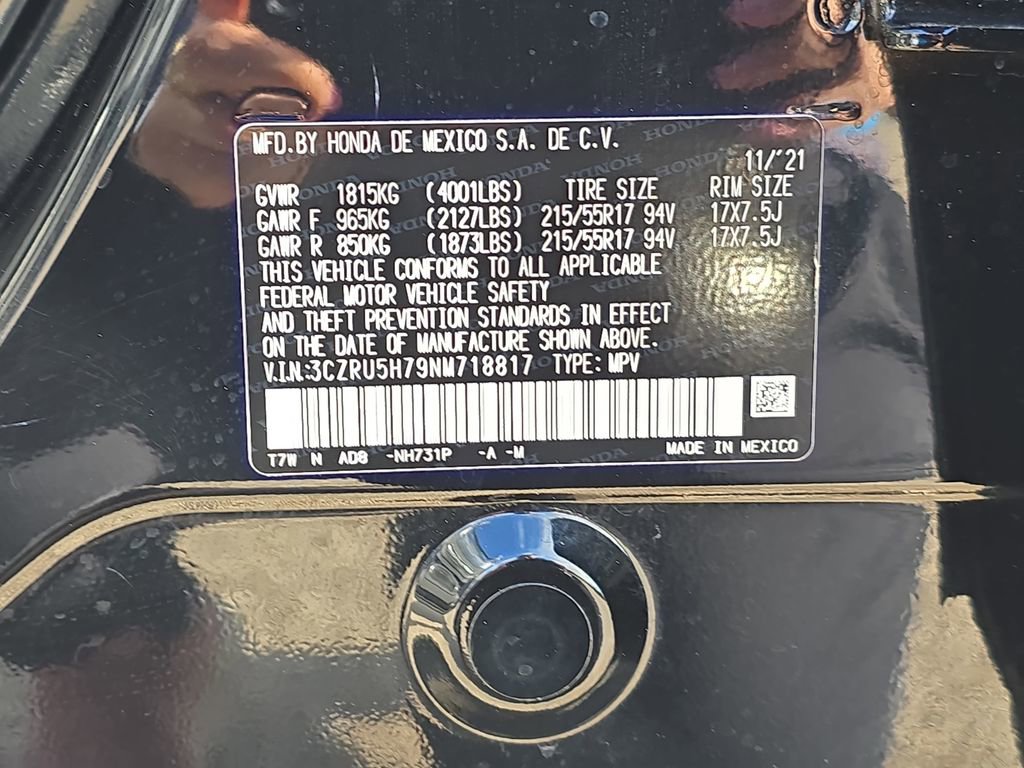 MFD.BY HONDA DE MEXICO S.A. DE C.V.
11/'21
GVWR 1815KG (4001LBS) TIRE SIZE RIM SIZE
GAWR F 965KG (2127LBS) 215/55R17 94V 17X7.5J
GAWR R 850KG (1873LBS) 215/55R17 94V 17X7.5J
THIS VEHICLE CONFORMS TO ALL APPLICABLE
FEDERAL MOTOR VEHICLE SAFETY
AND THEFT PREVENTION STANDARDS IN EFFECT
ON THE DATE OF MANUFACTURE SHOWN ABOVE.
V.I.N.:3CZRU5H79NM718817 TYPE: MPV
T7W N AD8 -NH731P -A -M MADE IN MEXICO